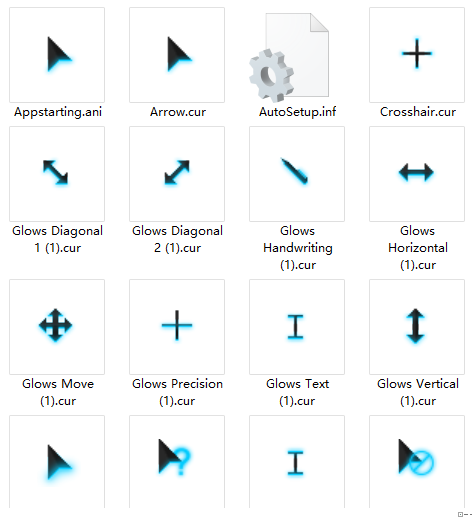 Appstarting.ani
Arrow.cur
AutoSetup.inf
Crosshair.cur
Glows Diagonal
1 (1).cur
Glows Diagonal
2 (1).cur
Glows
Handwriting
(1).cur
Glows
Horizontal
(1).cur
Glows Move
(1).cur
Glows Precision
(1).cur
Glows Text
(1).cur
Glows Vertical
(1).cur